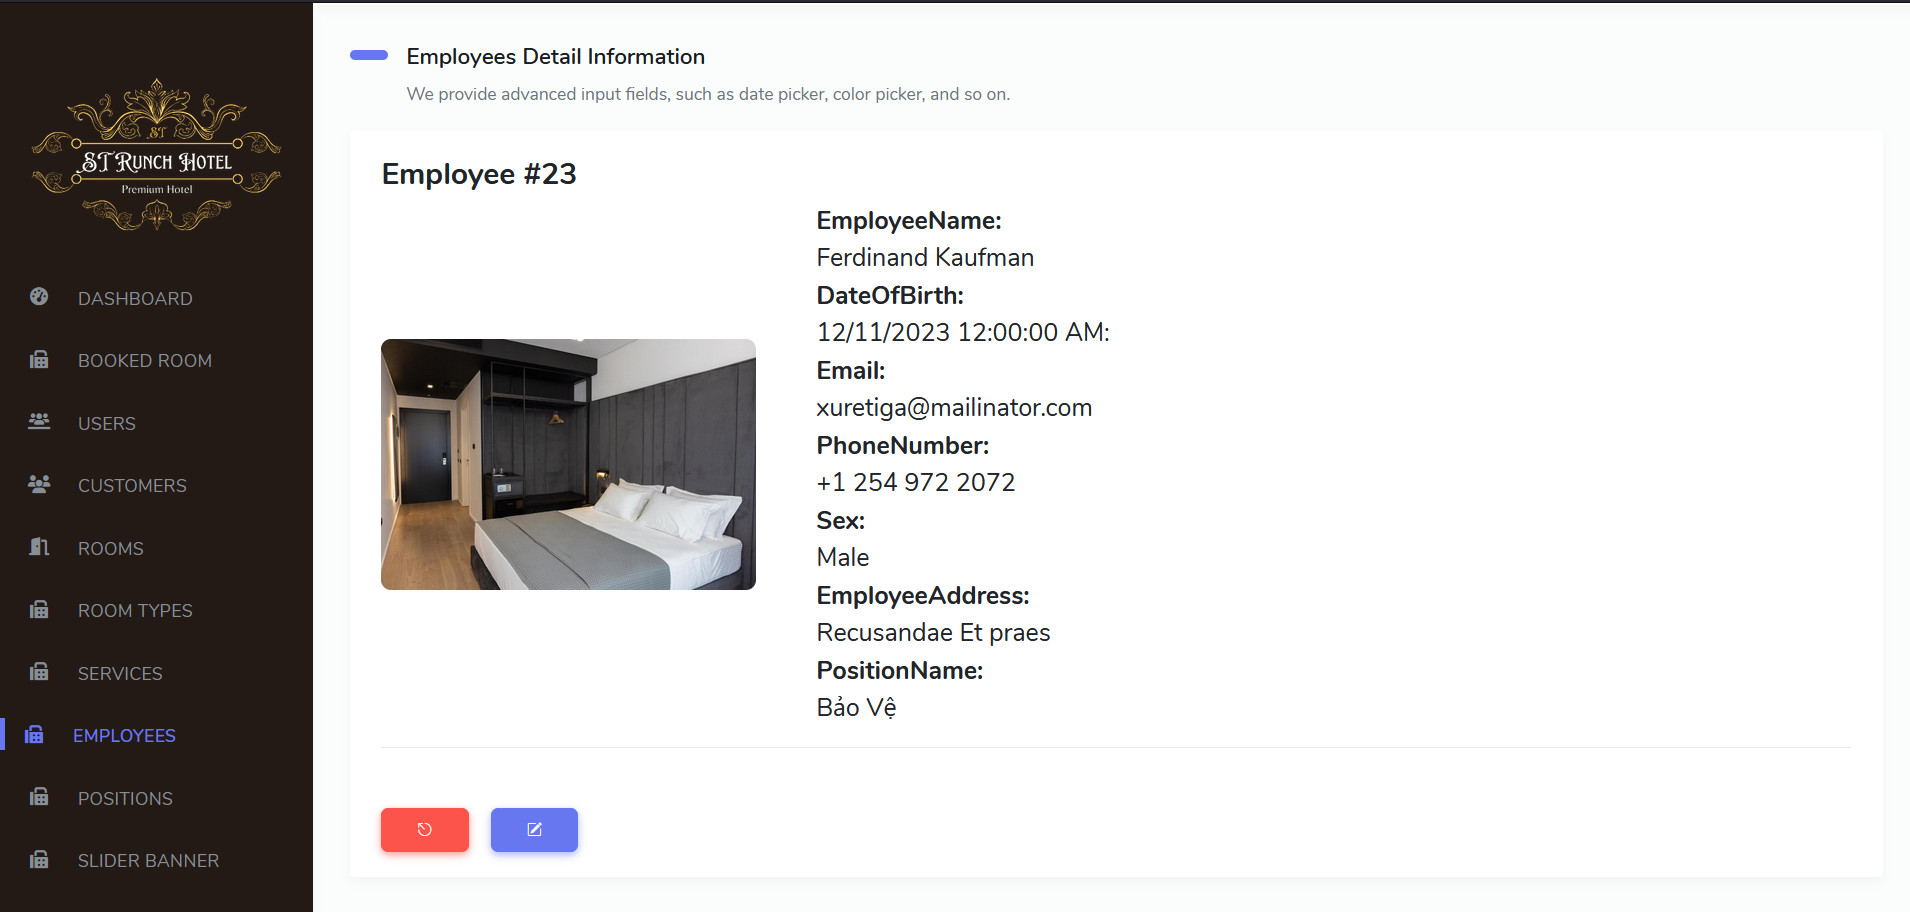 ST
ST Runch Hotel
Premium Hotel
DASHBOARD
BOOKED ROOM
USERS
CUSTOMERS
ROOMS
ROOM TYPES
SERVICES
EMPLOYEES
POSITIONS
SLIDER BANNER
Employees Detail Information
We provide advanced input fields, such as date picker, color picker, and so on.
Employee #23
EmployeeName:
Ferdinand Kaufman
DateOfBirth:
12/11/2023 12:00:00 AM:
Email:
xuretiga@mailinator.com
PhoneNumber:
+1 254 972 2072
Sex:
Male
EmployeeAddress:
Recusandae Et praes
PositionName:
Bảo Vệ